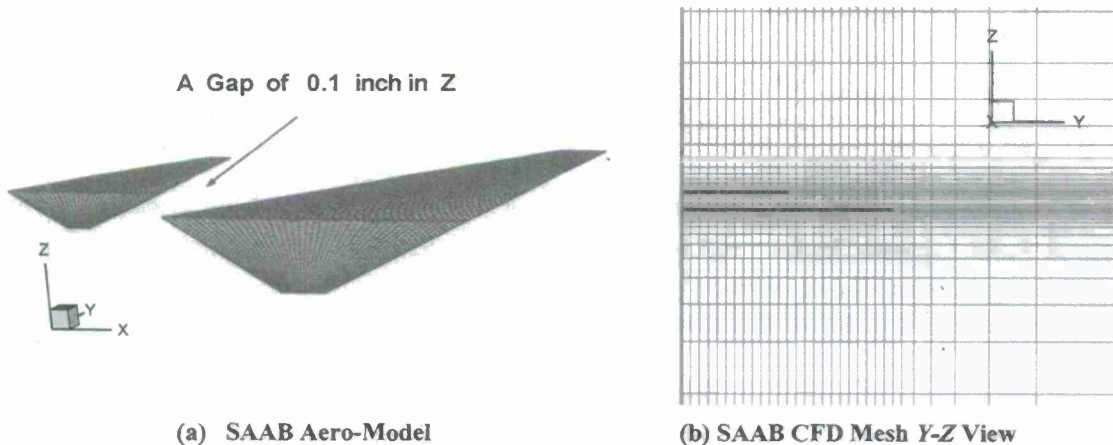 A Gap of 0.1 inch in Z
Z
Y
X
Z
X
Y
(a) SAAB Aero-Model
(b) SAAB CFD Mesh Y-Z View